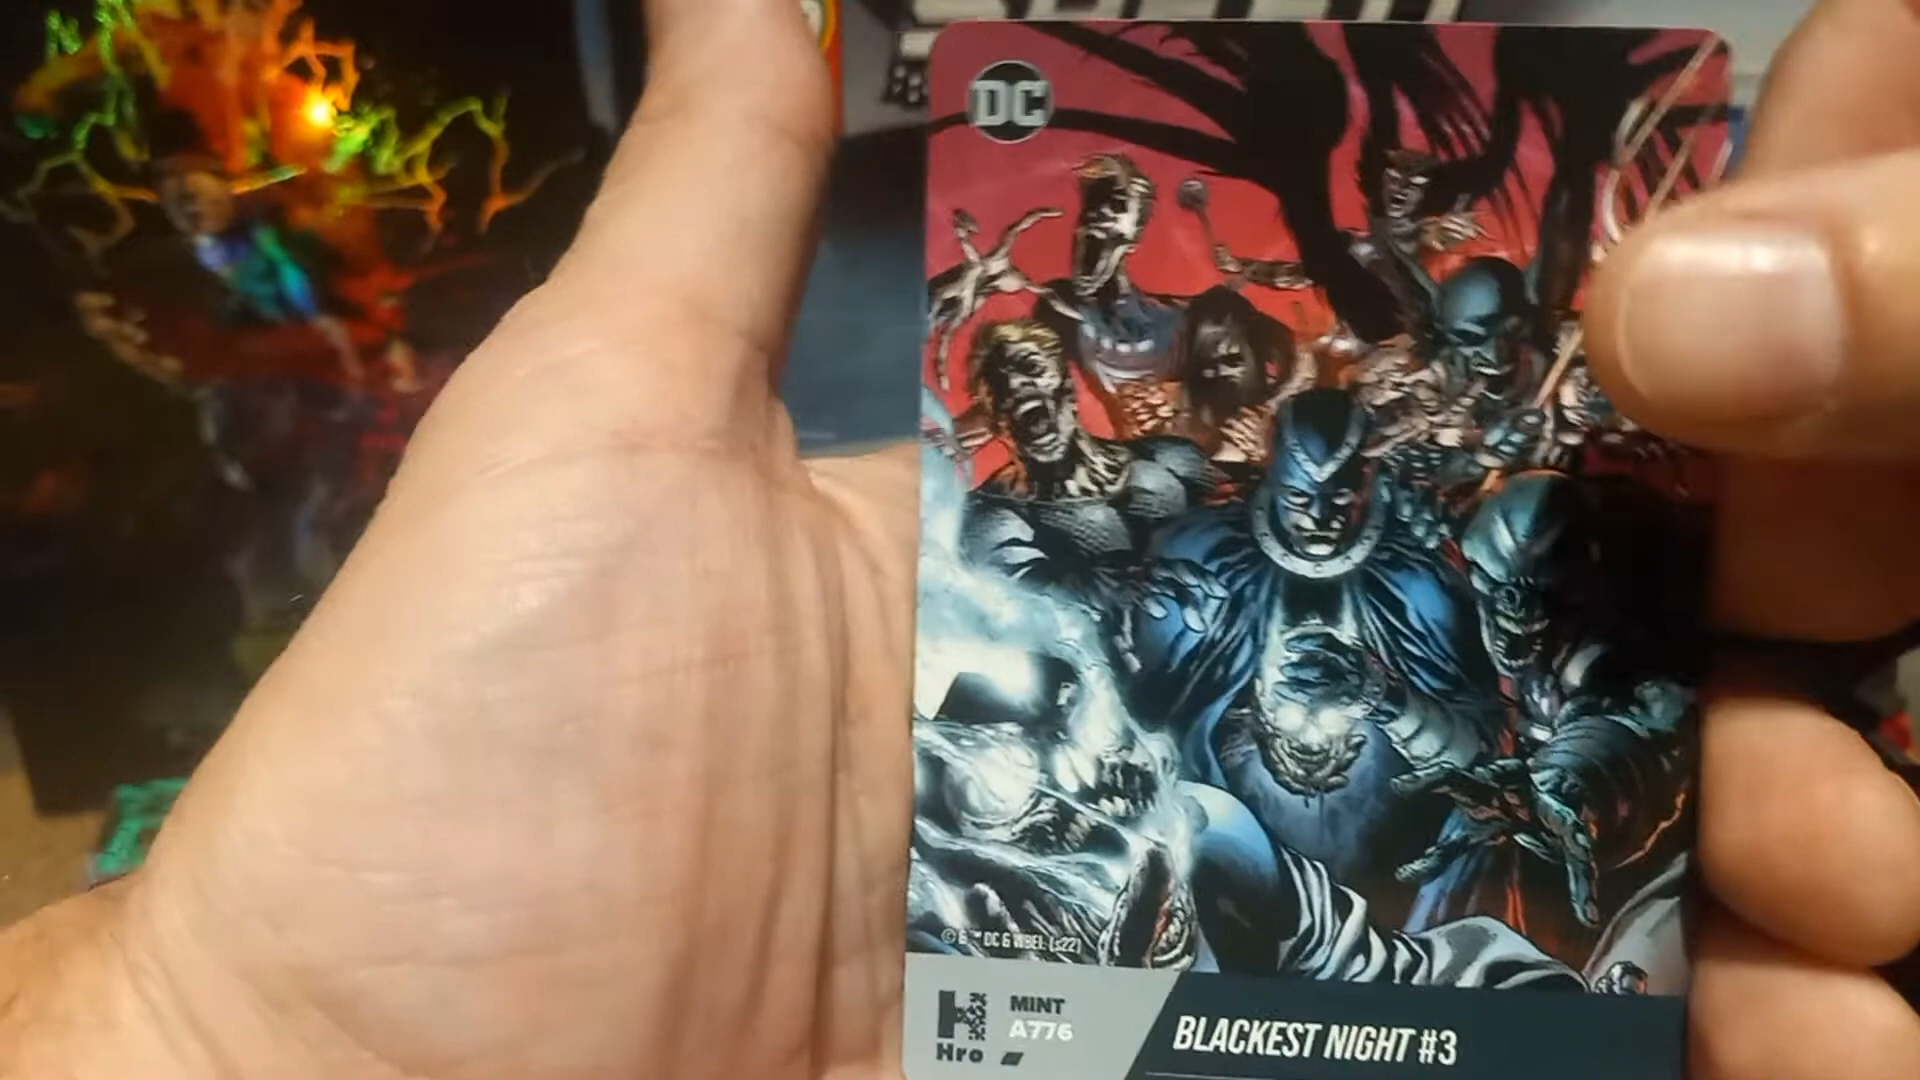 DC
© & ™ DC & WBEI. (s22)
MINT
A776
Hro
BLACKEST NIGHT #3